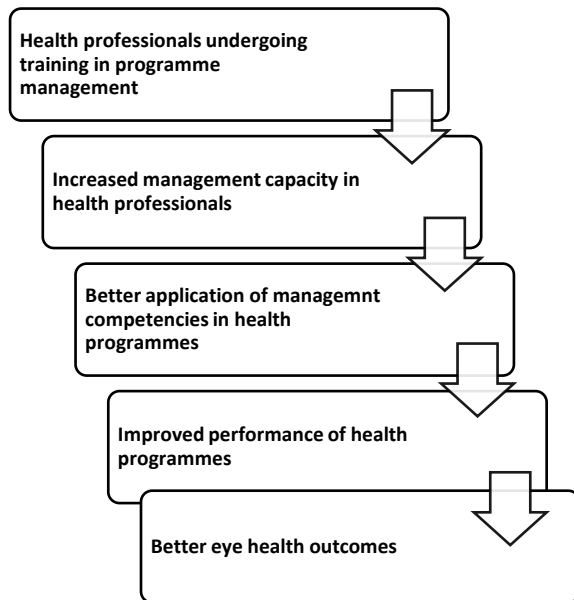 Health professionals undergoing
training in programme
management
Increased management capacity in
health professionals
Better application of managemnt
competencies in health
programmes
Improved performance of health
programmes
Better eye health outcomes